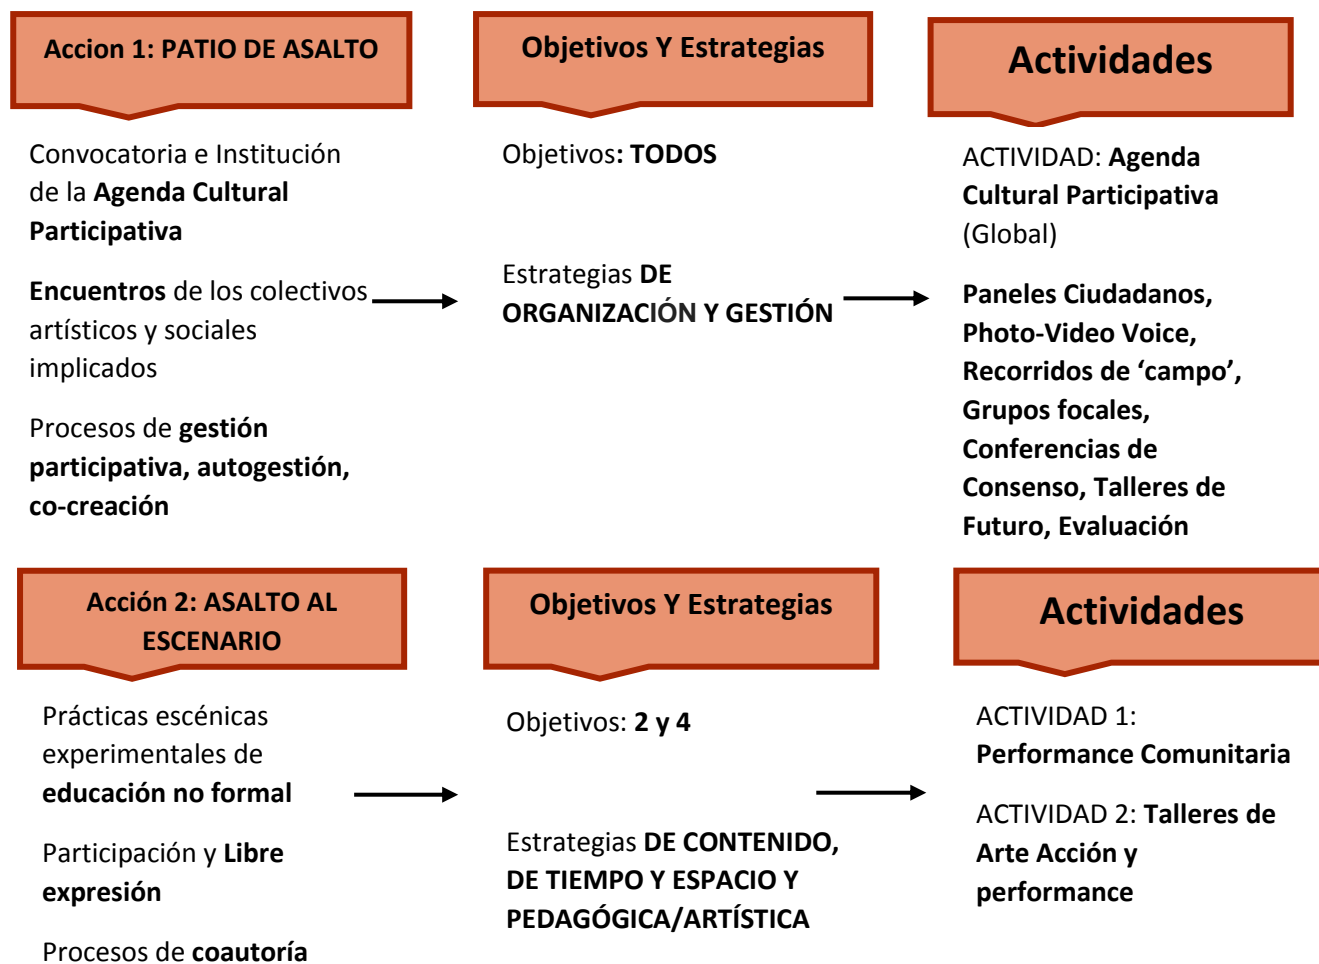 Accion 1: PATIO DE ASALTO
Objetivos Y Estrategias
Actividades
Convocatoria e Institución
de la Agenda Cultural
Participativa
Encuentros de los colectivos
artísticos y sociales
implicados
Procesos de gestión
participativa, autogestión,
co-creación
Objetivos: TODOS
Estrategias DE
ORGANIZACIÓN Y GESTIÓN
ACTIVIDAD: Agenda
Cultural Participativa
(Global)
Paneles Ciudadanos,
Photo-Video Voice,
Recorridos de ‘campo’,
Grupos focales,
Conferencias de
Consenso, Talleres de
Futuro, Evaluación
Acción 2: ASALTO AL
ESCENARIO
Objetivos Y Estrategias
Actividades
Prácticas escénicas
experimentales de
educación no formal
Participación y Libre
expresión
Procesos de coautoría
Objetivos: 2 y 4
Estrategias DE CONTENIDO,
DE TIEMPO Y ESPACIO Y
PEDAGÓGICA/ARTÍSTICA
ACTIVIDAD 1:
Performance Comunitaria
ACTIVIDAD 2: Talleres de
Arte Acción y
performance